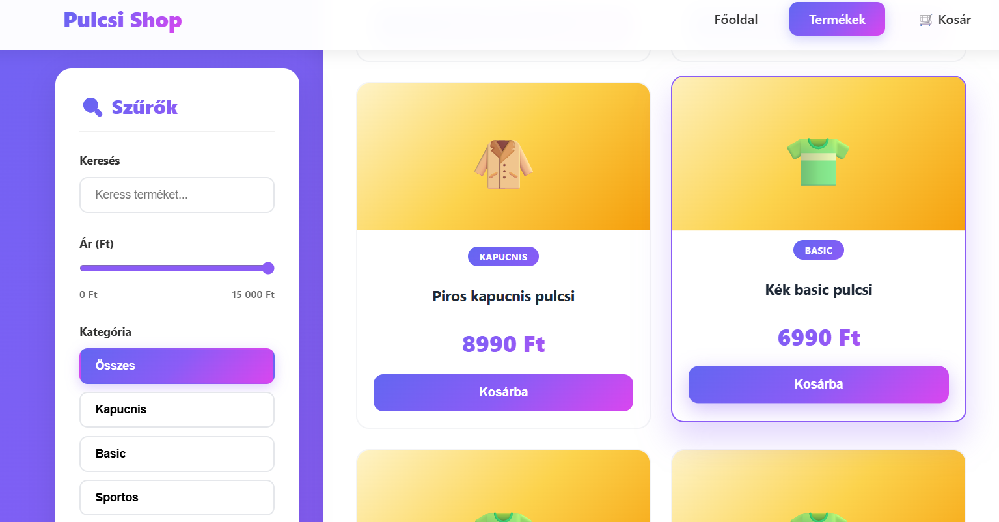 Pulcsi Shop
Főoldal
Termékek
Kosár
Szűrők
Keresés
Keress terméket...
Ár (Ft)
0 Ft
15 000 Ft
Kategória
Összes
Kapucnis
Basic
Sportos
KAPUCNIS
Piros kapucnis pulcsi
8990 Ft
Kosárba
BASIC
Kék basic pulcsi
6990 Ft
Kosárba